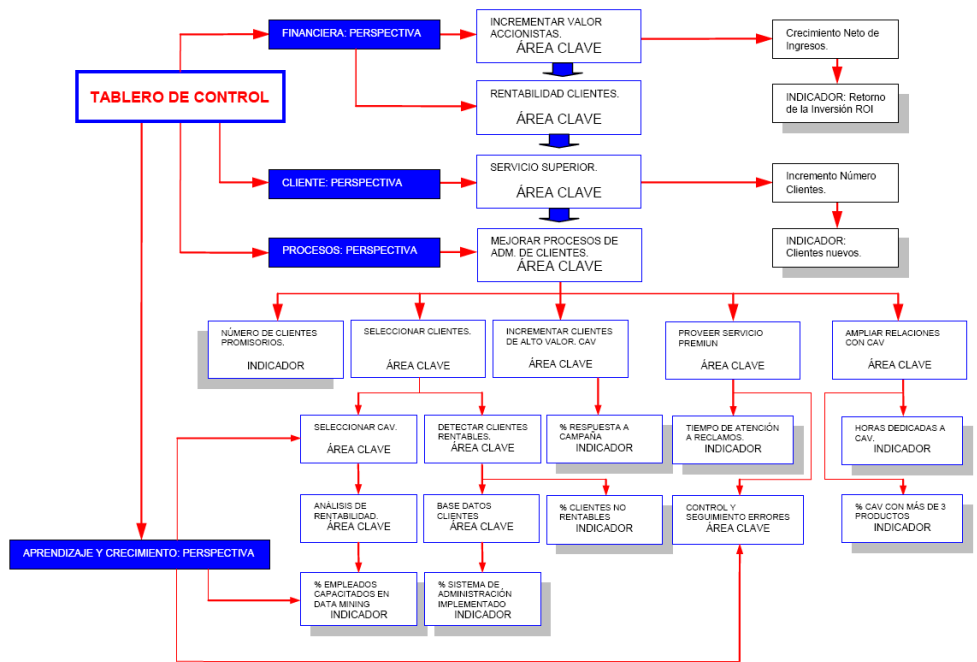 FINANCIERA: PERSPECTIVA
INCREMENTAR VALOR
ACCIONISTAS.
ÁREA CLAVE
Crecimiento Neto de
Ingresos.
TABLERO DE CONTROL
RENTABILIDAD CLIENTES.
ÁREA CLAVE
INDICADOR: Retorno
de la Inversión ROI
CLIENTE: PERSPECTIVA
SERVICIO SUPERIOR.
ÁREA CLAVE
Incremento Número
Clientes.
PROCESOS: PERSPECTIVA
MEJORAR PROCESOS DE
ADM. DE CLIENTES.
ÁREA CLAVE
INDICADOR:
Clientes nuevos.
NÚMERO DE CLIENTES
PROMISORIOS.
INDICADOR
SELECCIONAR CLIENTES.
ÁREA CLAVE
INCREMENTAR CLIENTES
DE ALTO VALOR. CAV
ÁREA CLAVE
PROVEER SERVICIO
PREMIUN
ÁREA CLAVE
AMPLIAR RELACIONES
CON CAV
ÁREA CLAVE
SELECCIONAR CAV.
ÁREA CLAVE
DETECTAR CLIENTES
RENTABLES.
ÁREA CLAVE
% RESPUESTA A
CAMPAÑA
INDICADOR
TIEMPO DE ATENCIÓN
A RECLAMOS.
INDICADOR
HORAS DEDICADAS A
CAV.
INDICADOR
ANÁLISIS DE
RENTABILIDAD.
ÁREA CLAVE
BASE DATOS
CLIENTES
ÁREA CLAVE
% CLIENTES NO
RENTABLES
INDICADOR
CONTROL Y
SEGUIMIENTO ERRORES
ÁREA CLAVE
% CAV CON MÁS DE 3
PRODUCTOS
INDICADOR
APRENDIZAJE Y CRECIMIENTO: PERSPECTIVA
% EMPLEADOS
CAPACITADOS EN
DATA MINING
INDICADOR
% SISTEMA DE
ADMINISTRACIÓN
IMPLEMENTADO
INDICADOR